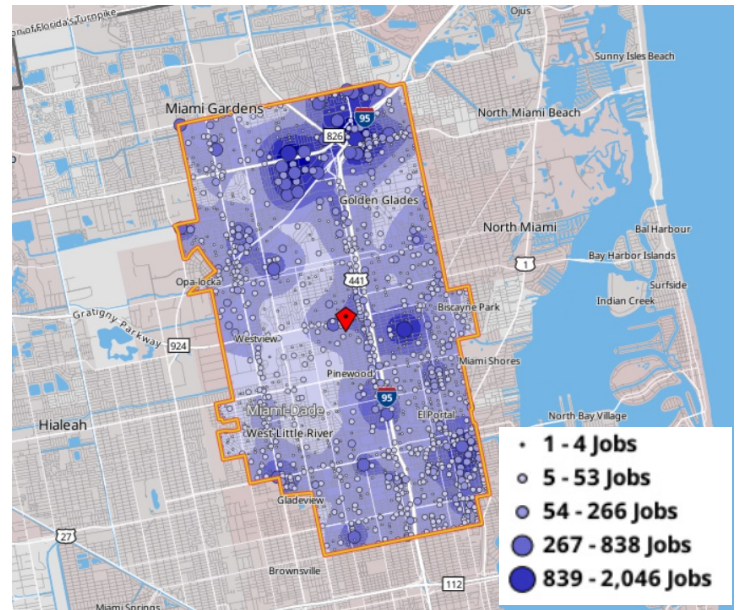 Ojus
on of Florida's Turnpike
Sunny Isles Beach
Miami Gardens
North Miami Beach
95
826
Golden Glades
North Miami
Bal Harbour
Bay Harbor Islands
1
Surfside
441
Opa-locka
Indian Creek
Biscayne Park
Gratigny Parkway
924
Westview
Miami Shores
Pinewood
95
Miami-Dade
El Portal
North Bay Village
Hialeah
West Little River
1 - 4 Jobs
5 - 53 Jobs
Gladeview
54 - 266 Jobs
27
267 - 838 Jobs
Brownsville
112
839 - 2,046 Jobs
Miami Springs